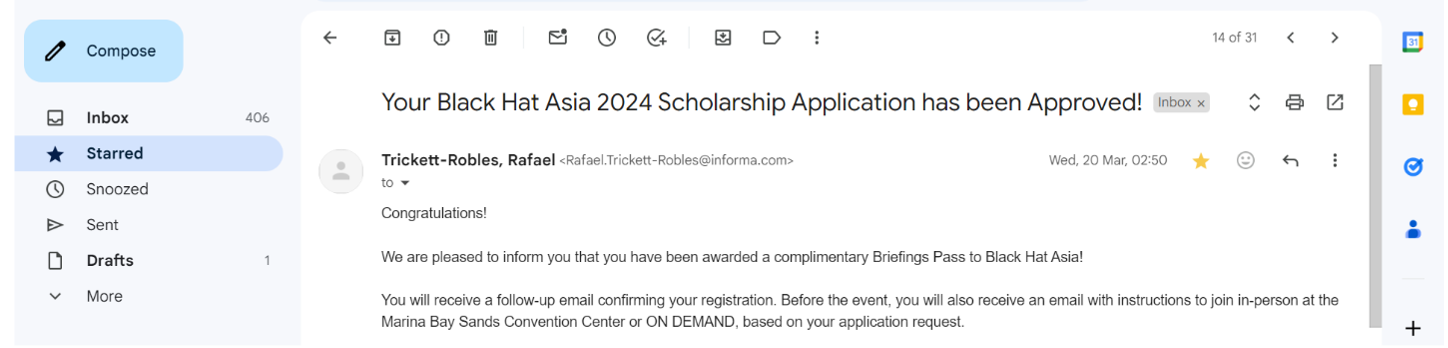 Compose
14 of 31
31
Your Black Hat Asia 2024 Scholarship Application has been Approved! Inbox ×
Inbox 406
Starred
Snoozed
Sent
Drafts 1
More
Trickett-Robles, Rafael <Rafael.Trickett-Robles@informa.com> Wed, 20 Mar, 02:50
to
Congratulations!
We are pleased to inform you that you have been awarded a complimentary Briefings Pass to Black Hat Asia!
You will receive a follow-up email confirming your registration. Before the event, you will also receive an email with instructions to join in-person at the
Marina Bay Sands Convention Center or ON DEMAND, based on your application request.